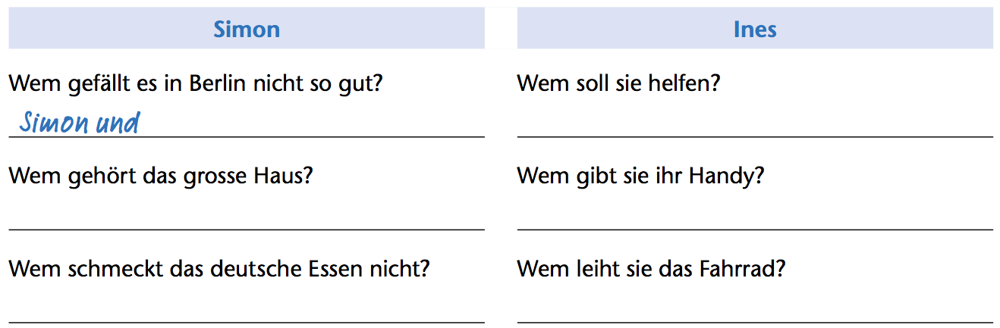 Simon
Wem gefällt es in Berlin nicht so gut?
Simon und
Wem gehört das grosse Haus?
Wem schmeckt das deutsche Essen nicht?
Ines
Wem soll sie helfen?
Wem gibt sie ihr Handy?
Wem leiht sie das Fahrrad?